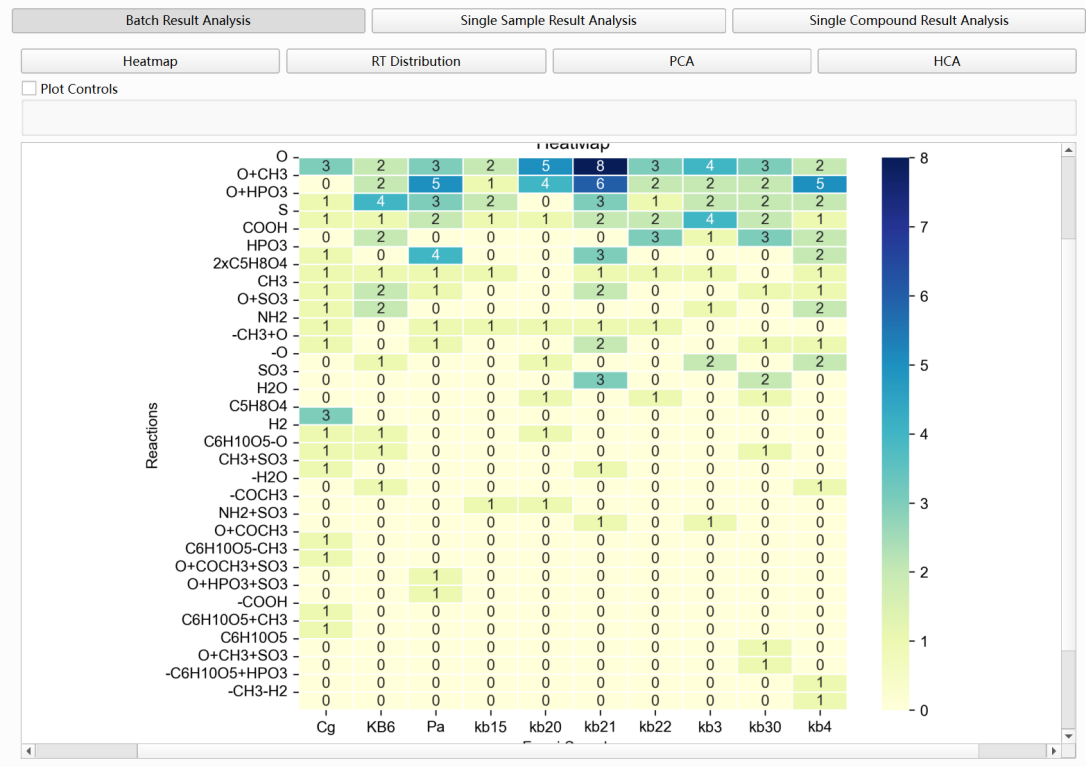 Batch Result Analysis
Single Sample Result Analysis
Single Compound Result Analysis
Heatmap
RT Distribution
PCA
HCA
Plot Controls
HeatMap
Reactions
O 3 2 3 2 5 8 3 4 3 2
O+CH3 0 2 5 1 4 6 2 2 2 5
O+HPO3 1 4 3 2 0 3 1 2 2 2
S 1 1 2 1 1 2 2 4 2 1
COOH 0 2 0 0 0 0 3 1 3 2
HPO3 1 0 4 0 0 3 0 0 0 2
2xC5H8O4 1 1 1 1 0 1 1 1 0 1
CH3 1 2 1 0 0 2 0 0 1 1
O+SO3 1 2 0 0 0 0 0 1 0 2
NH2 1 0 1 1 1 1 1 0 0 0
-CH3+O 1 0 1 0 0 2 0 0 1 1
-O 0 1 0 0 1 0 0 2 0 2
SO3 0 0 0 0 0 3 0 0 2 0
H2O 0 0 0 0 1 0 1 0 1 0
C5H8O4 3 0 0 0 0 0 0 0 0 0
H2 1 1 0 0 1 0 0 0 0 0
C6H10O5-O 1 1 0 0 0 0 0 0 1 0
CH3+SO3 1 0 0 0 0 1 0 0 0 0
-H2O 0 1 0 0 0 0 0 0 0 1
-COCH3 0 0 0 1 1 0 0 0 0 0
NH2+SO3 0 0 0 0 0 1 0 1 0 0
O+COCH3 1 0 0 0 0 0 0 0 0 0
C6H10O5-CH3 1 0 0 0 0 0 0 0 0 0
O+COCH3+SO3 0 0 1 0 0 0 0 0 0 0
O+HPO3+SO3 0 0 1 0 0 0 0 0 0 0
-COOH 1 0 0 0 0 0 0 0 0 0
C6H10O5+CH3 1 0 0 0 0 0 0 0 0 0
C6H10O5 0 0 0 0 0 0 0 0 1 0
O+CH3+SO3 0 0 0 0 0 0 0 0 1 0
-C6H10O5+HPO3 0 0 0 0 0 0 0 0 0 1
-CH3-H2 0 0 0 0 0 0 0 0 0 1
Cg KB6 Pa kb15 kb20 kb21 kb22 kb3 kb30 kb4
8
7
6
5
4
3
2
1
0